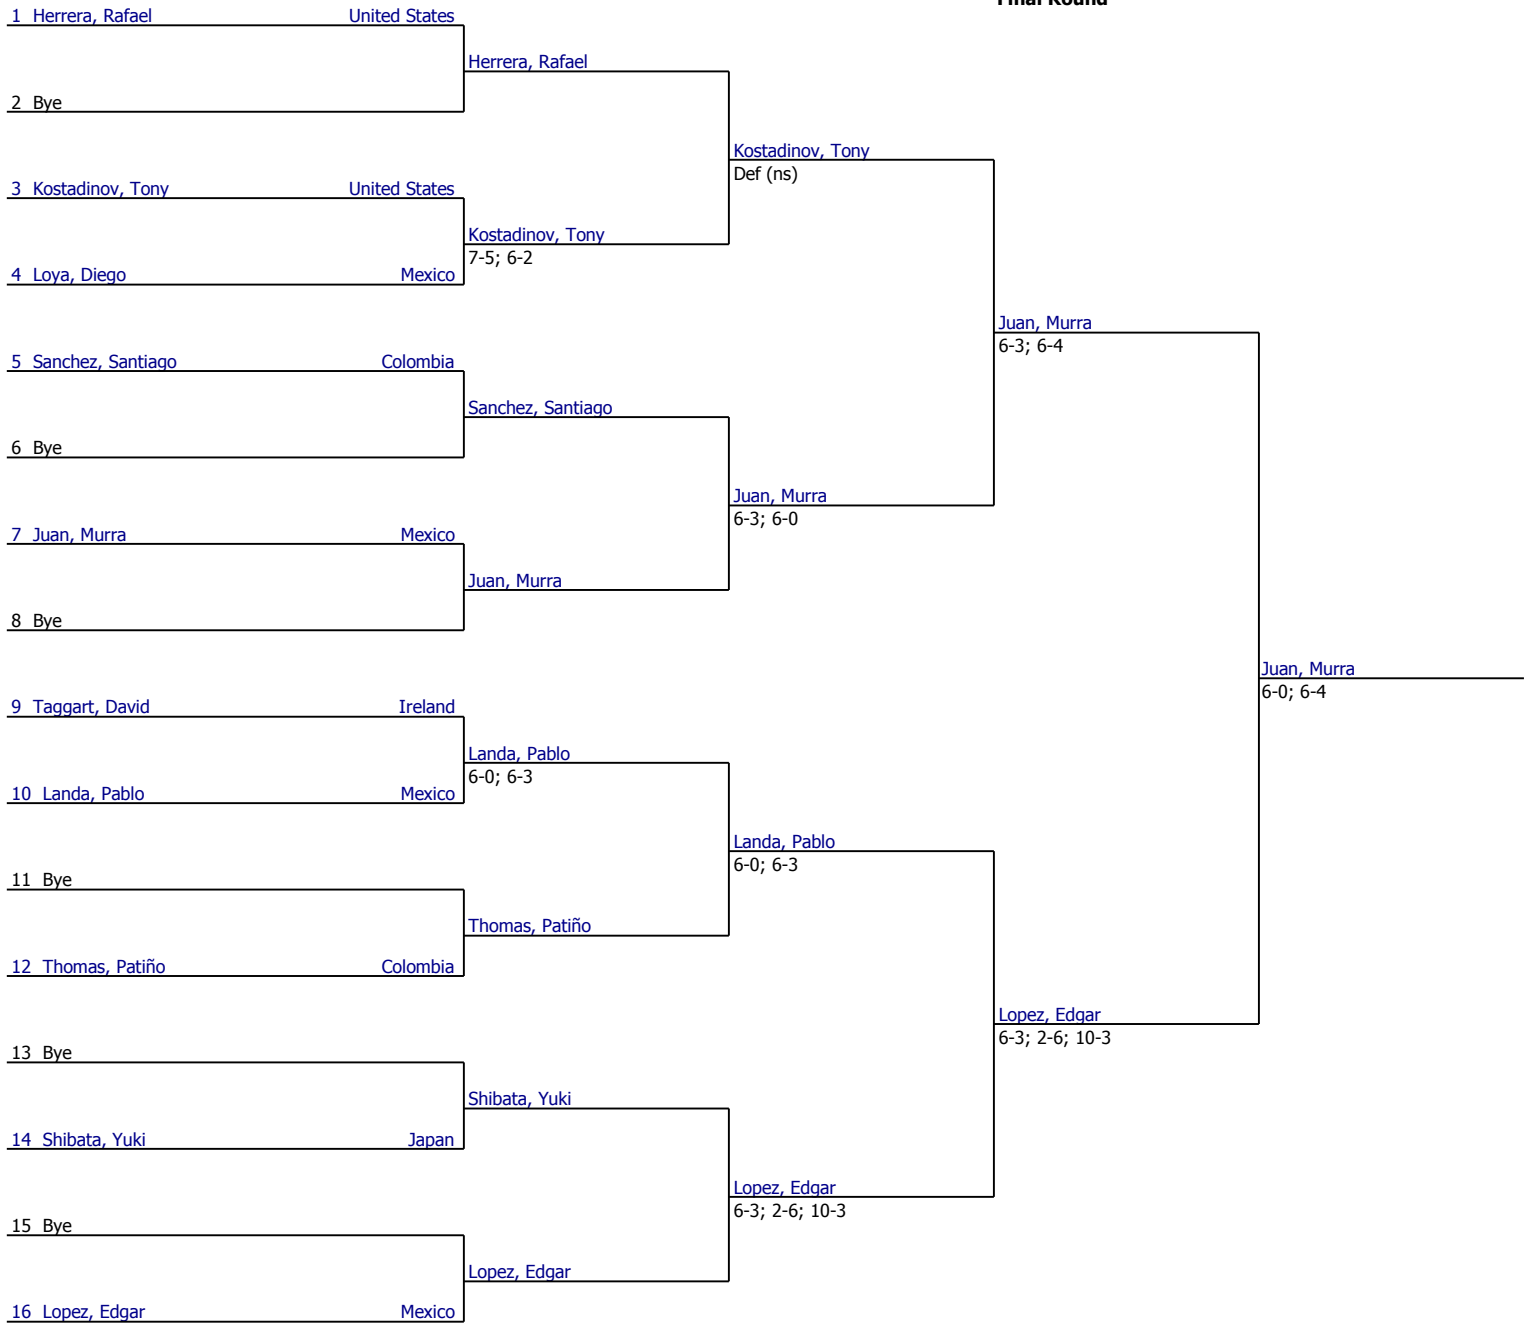 Final Round
1 Herrera, Rafael United States
Herrera, Rafael
2 Bye
Kostadinov, Tony
Def (ns)
3 Kostadinov, Tony United States
Kostadinov, Tony
7-5; 6-2
4 Loya, Diego Mexico
Juan, Murra
6-3; 6-4
5 Sanchez, Santiago Colombia
Sanchez, Santiago
6 Bye
Juan, Murra
6-3; 6-0
7 Juan, Murra Mexico
Juan, Murra
8 Bye
Juan, Murra
6-0; 6-4
9 Taggart, David Ireland
Landa, Pablo
6-0; 6-3
10 Landa, Pablo Mexico
Landa, Pablo
6-0; 6-3
11 Bye
Thomas, Patiño
12 Thomas, Patiño Colombia
Lopez, Edgar
6-3; 2-6; 10-3
13 Bye
Shibata, Yuki
14 Shibata, Yuki Japan
Lopez, Edgar
6-3; 2-6; 10-3
15 Bye
Lopez, Edgar
16 Lopez, Edgar Mexico